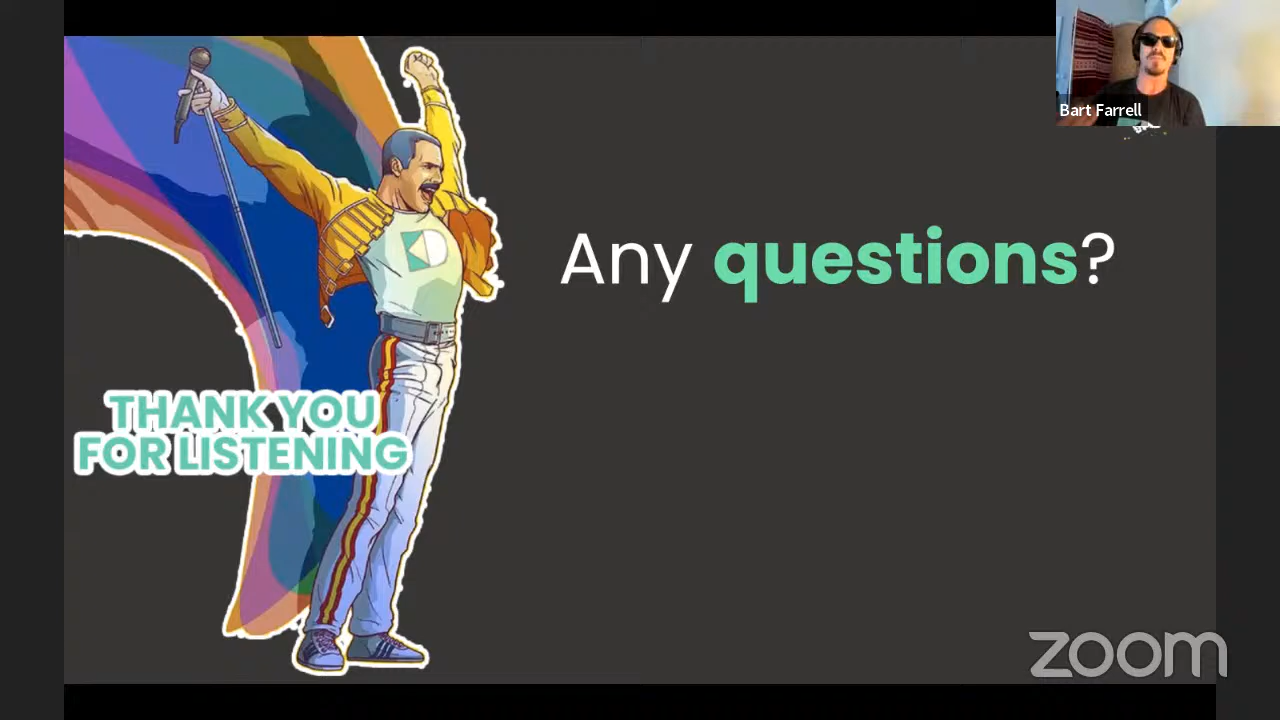 Bart Farrell
Any questions?
THANK YOU
FOR LISTENING
zoom